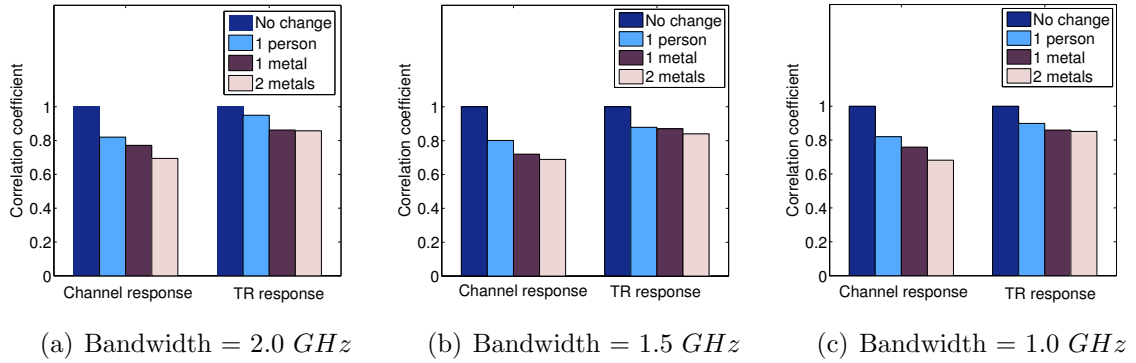 No change
1 person
1 metal
2 metals
Correlation coefficient
1
0.8
0.6
0.4
0.2
0
Channel response TR response
(a) Bandwidth = 2.0 GHz
No change
1 person
1 metal
2 metals
Correlation coefficient
1
0.8
0.6
0.4
0.2
0
Channel response TR response
(b) Bandwidth = 1.5 GHz
No change
1 person
1 metal
2 metals
Correlation coefficient
1
0.8
0.6
0.4
0.2
0
Channel response TR response
(c) Bandwidth = 1.0 GHz